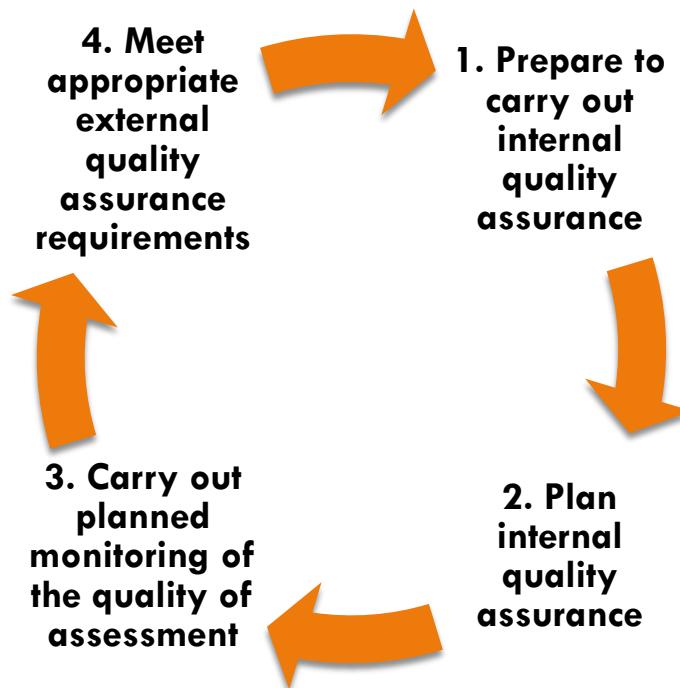 1. Prepare to
carry out
internal
quality
assurance
2. Plan
internal
quality
assurance
3. Carry out
planned
monitoring of
the quality of
assessment
4. Meet
appropriate
external
quality
assurance
requirements